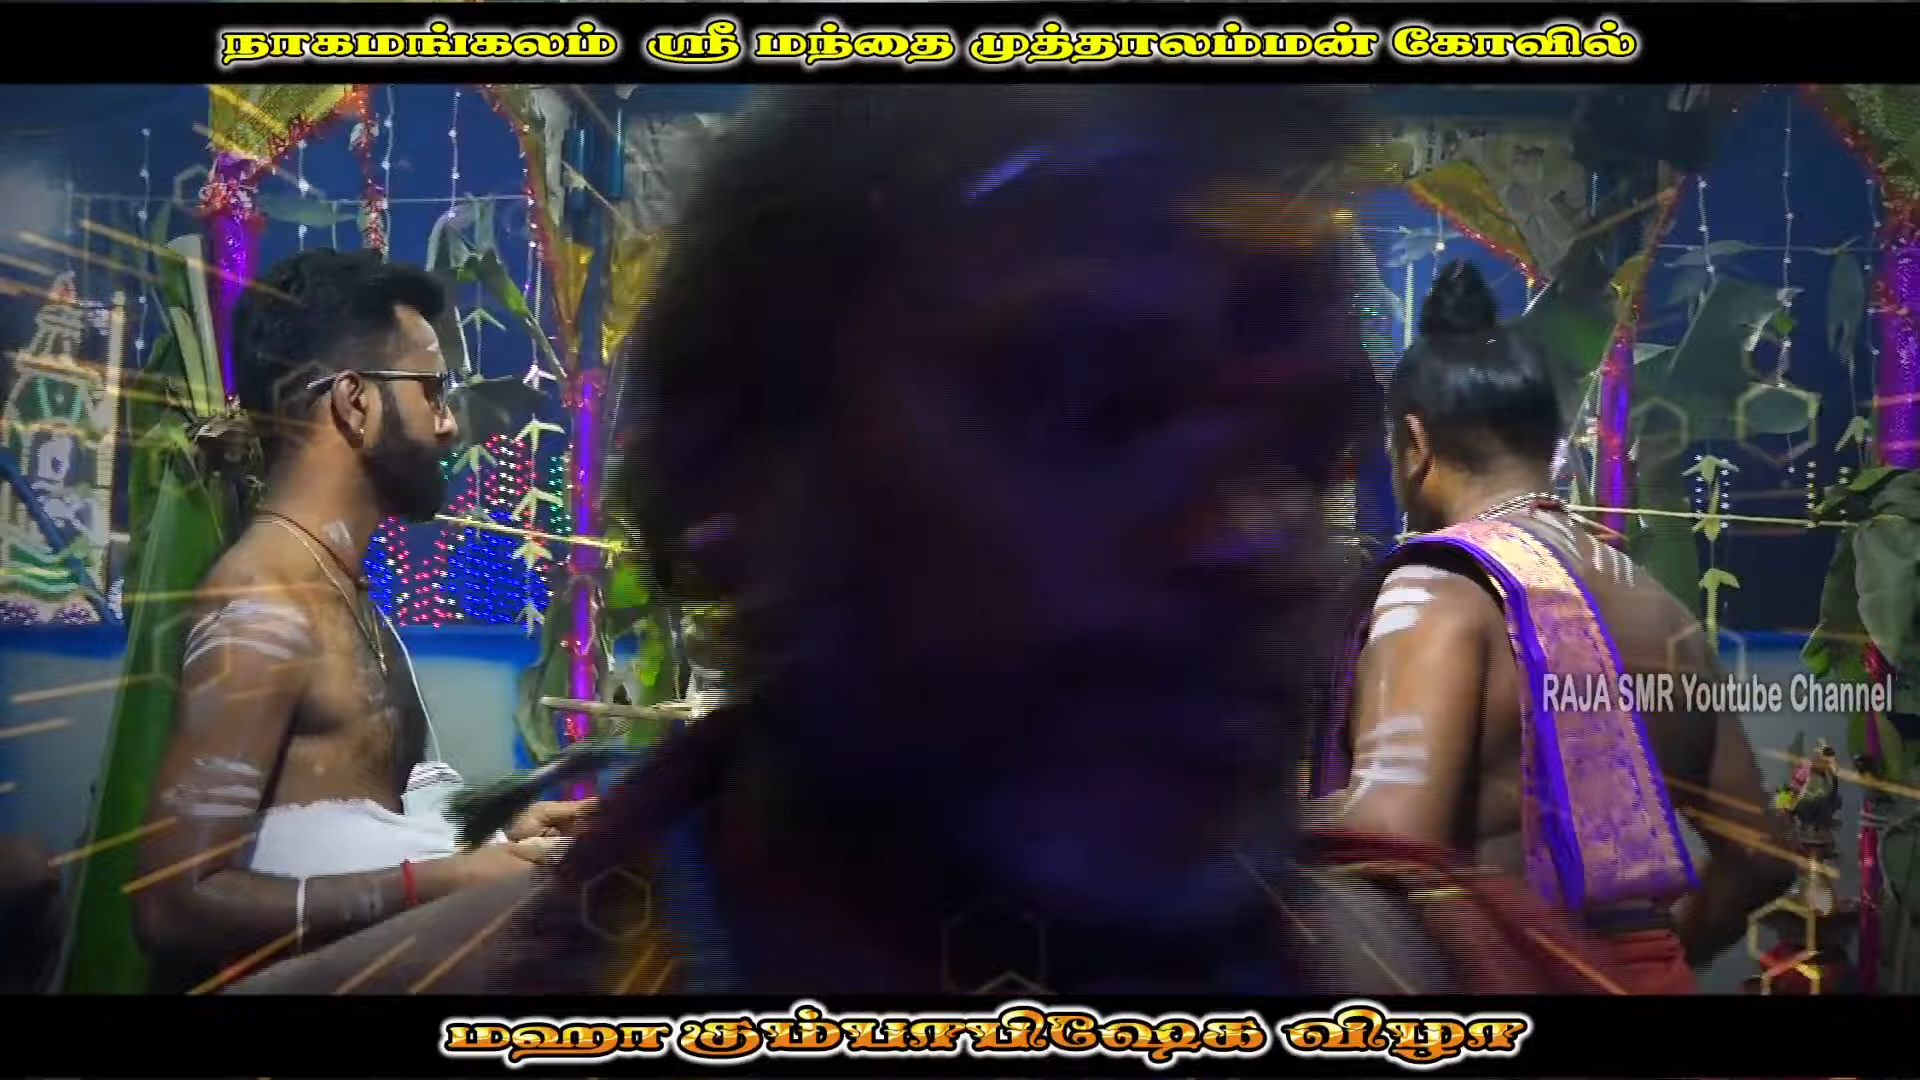 நாகமங்கலம் ஸ்ரீ மந்தை முத்தாலம்மன் கோவில்
RAJA SMR Youtube Channel
மஹா கும்பாபிஷேக விழா